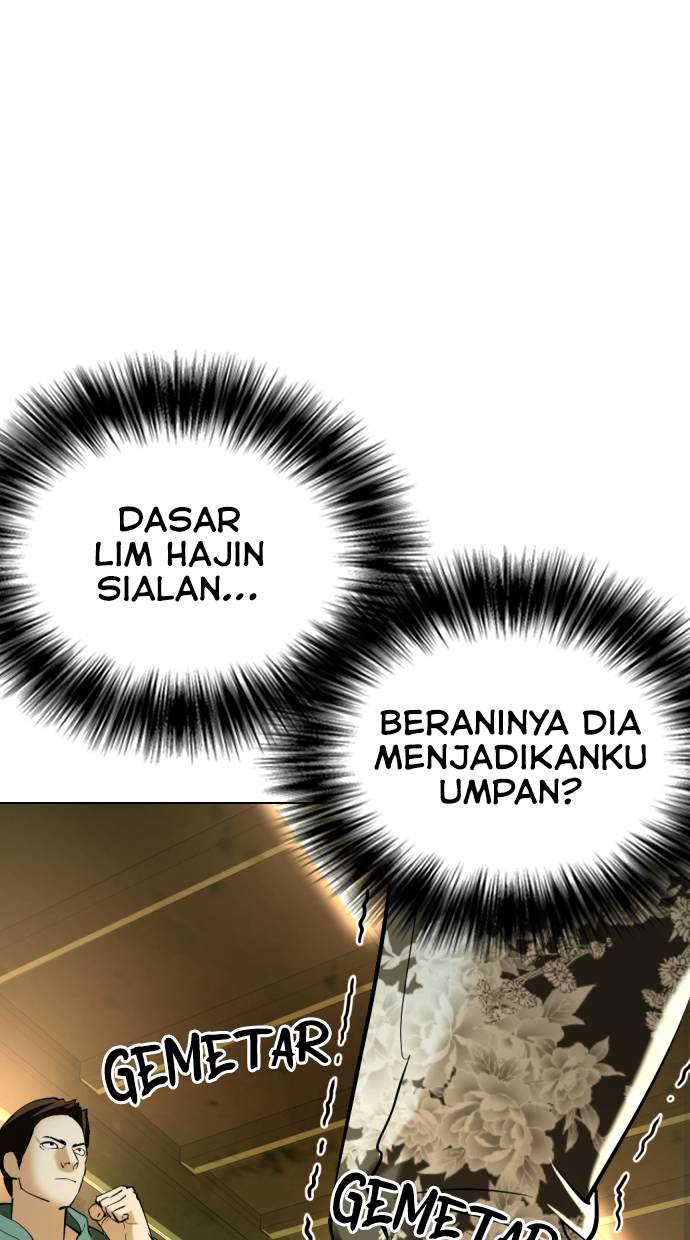 DASAR
LIM HAJIN
SIALAN...
BERANINYA DIA
MENJADIKANKU
UMPAN?
GEMETAR
GEMETAR